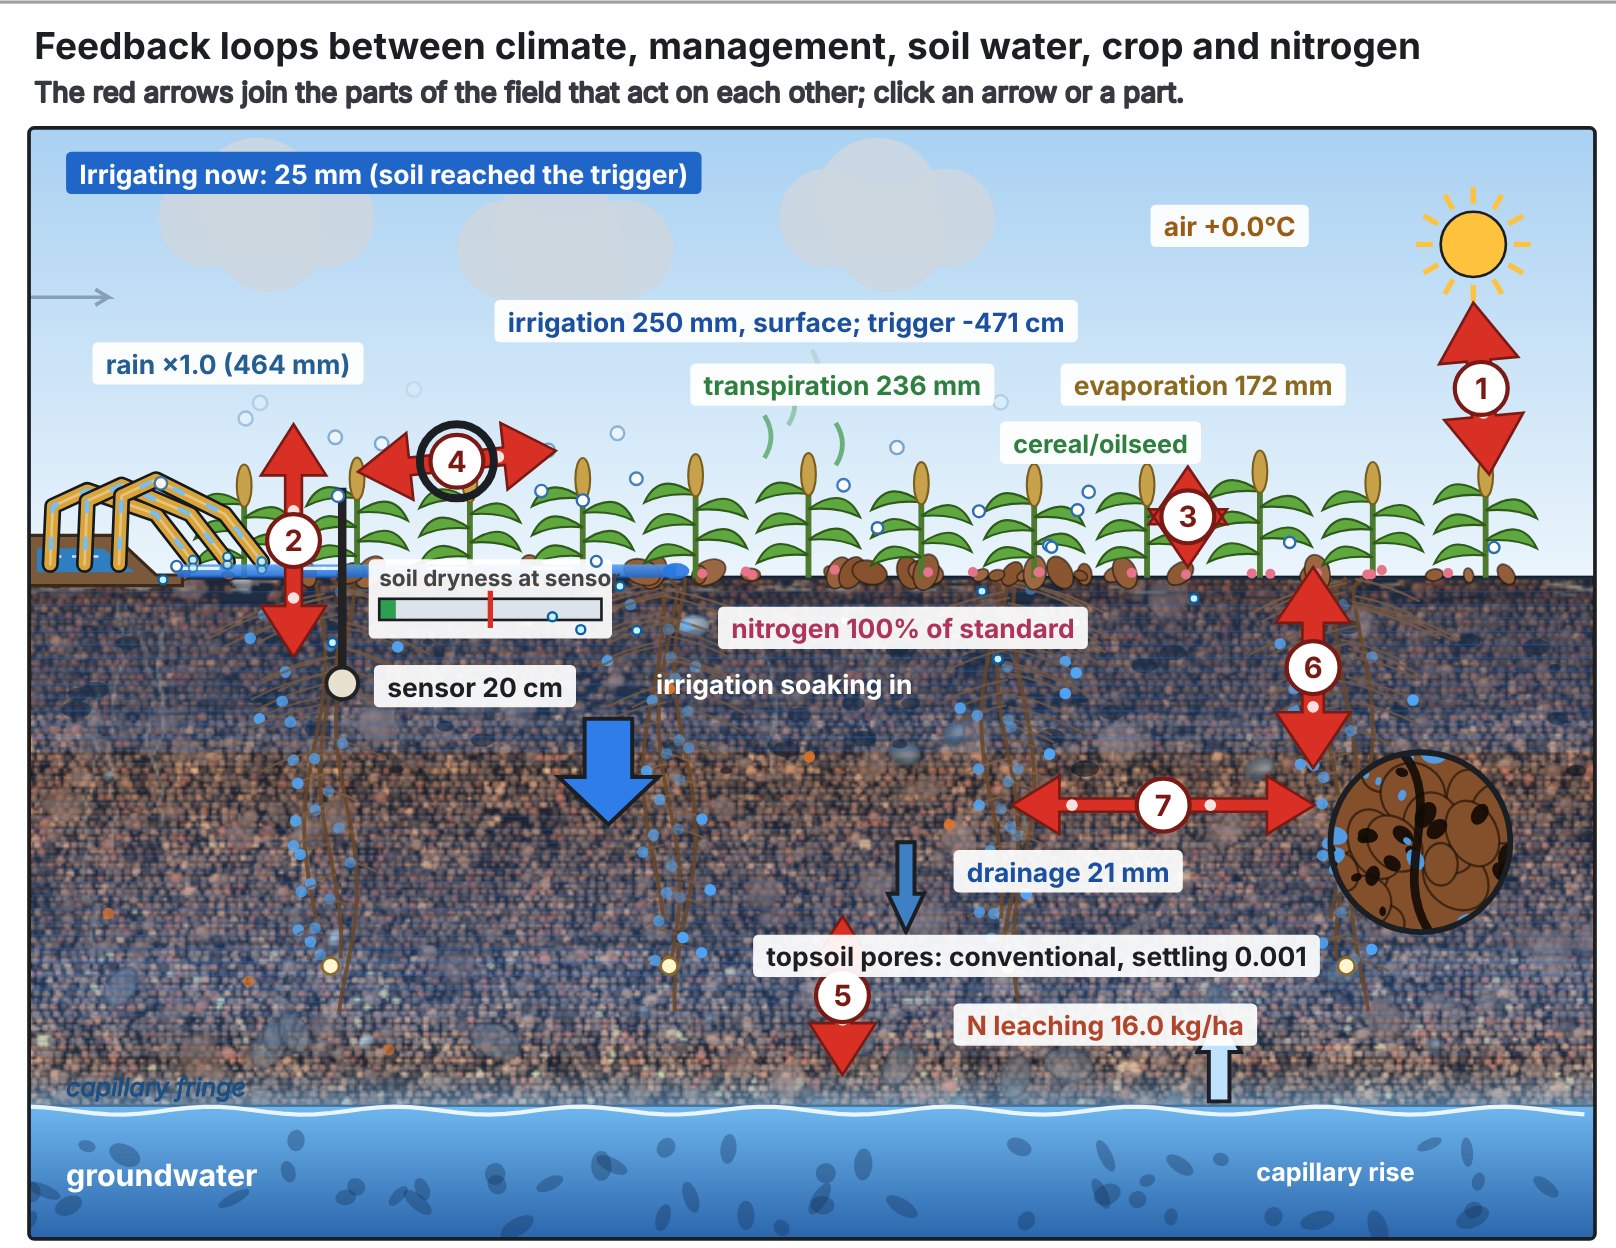 Feedback loops between climate, management, soil water, crop and nitrogen
The red arrows join the parts of the field that act on each other; click an arrow or a part.
Irrigating now: 25 mm (soil reached the trigger)
air +0.0°C
irrigation 250 mm, surface; trigger -471 cm
rain ×1.0 (464 mm)
transpiration 236 mm
evaporation 172 mm
1
cereal/oilseed
4
3
2
soil dryness at senso
nitrogen 100% of standard
6
sensor 20 cm
irrigation soaking in
7
drainage 21 mm
topsoil pores: conventional, settling 0.001
5
N leaching 16.0 kg/ha
capillary fringe
groundwater
capillary rise